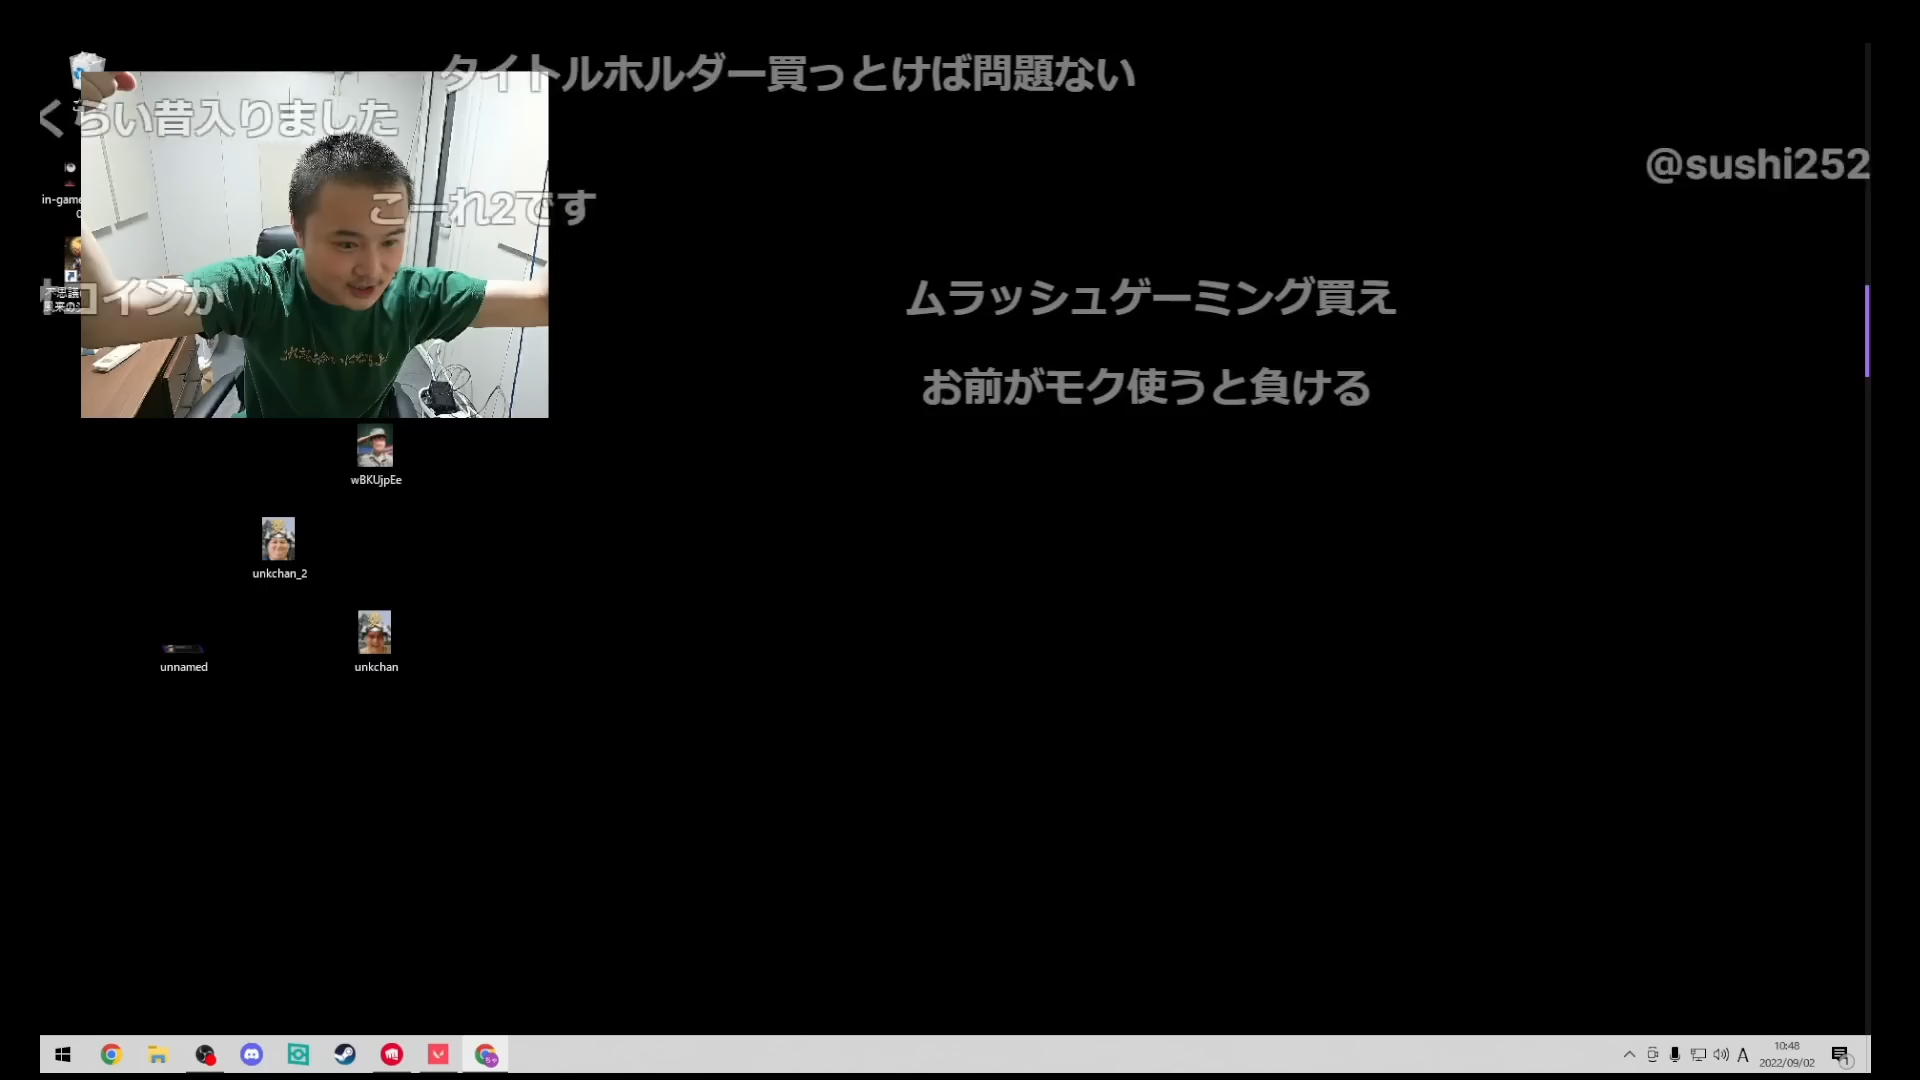 タイトルホルダー買っとけば問題ない
くらい昔入りました
@sushi252
in-game
こーれ2です
コインか
ムラッシュゲーミング買え
お前がモク使うと負ける
wBKUjpEe
unkchan_2
unnamed
unkchan
A
10:48
2022/09/02